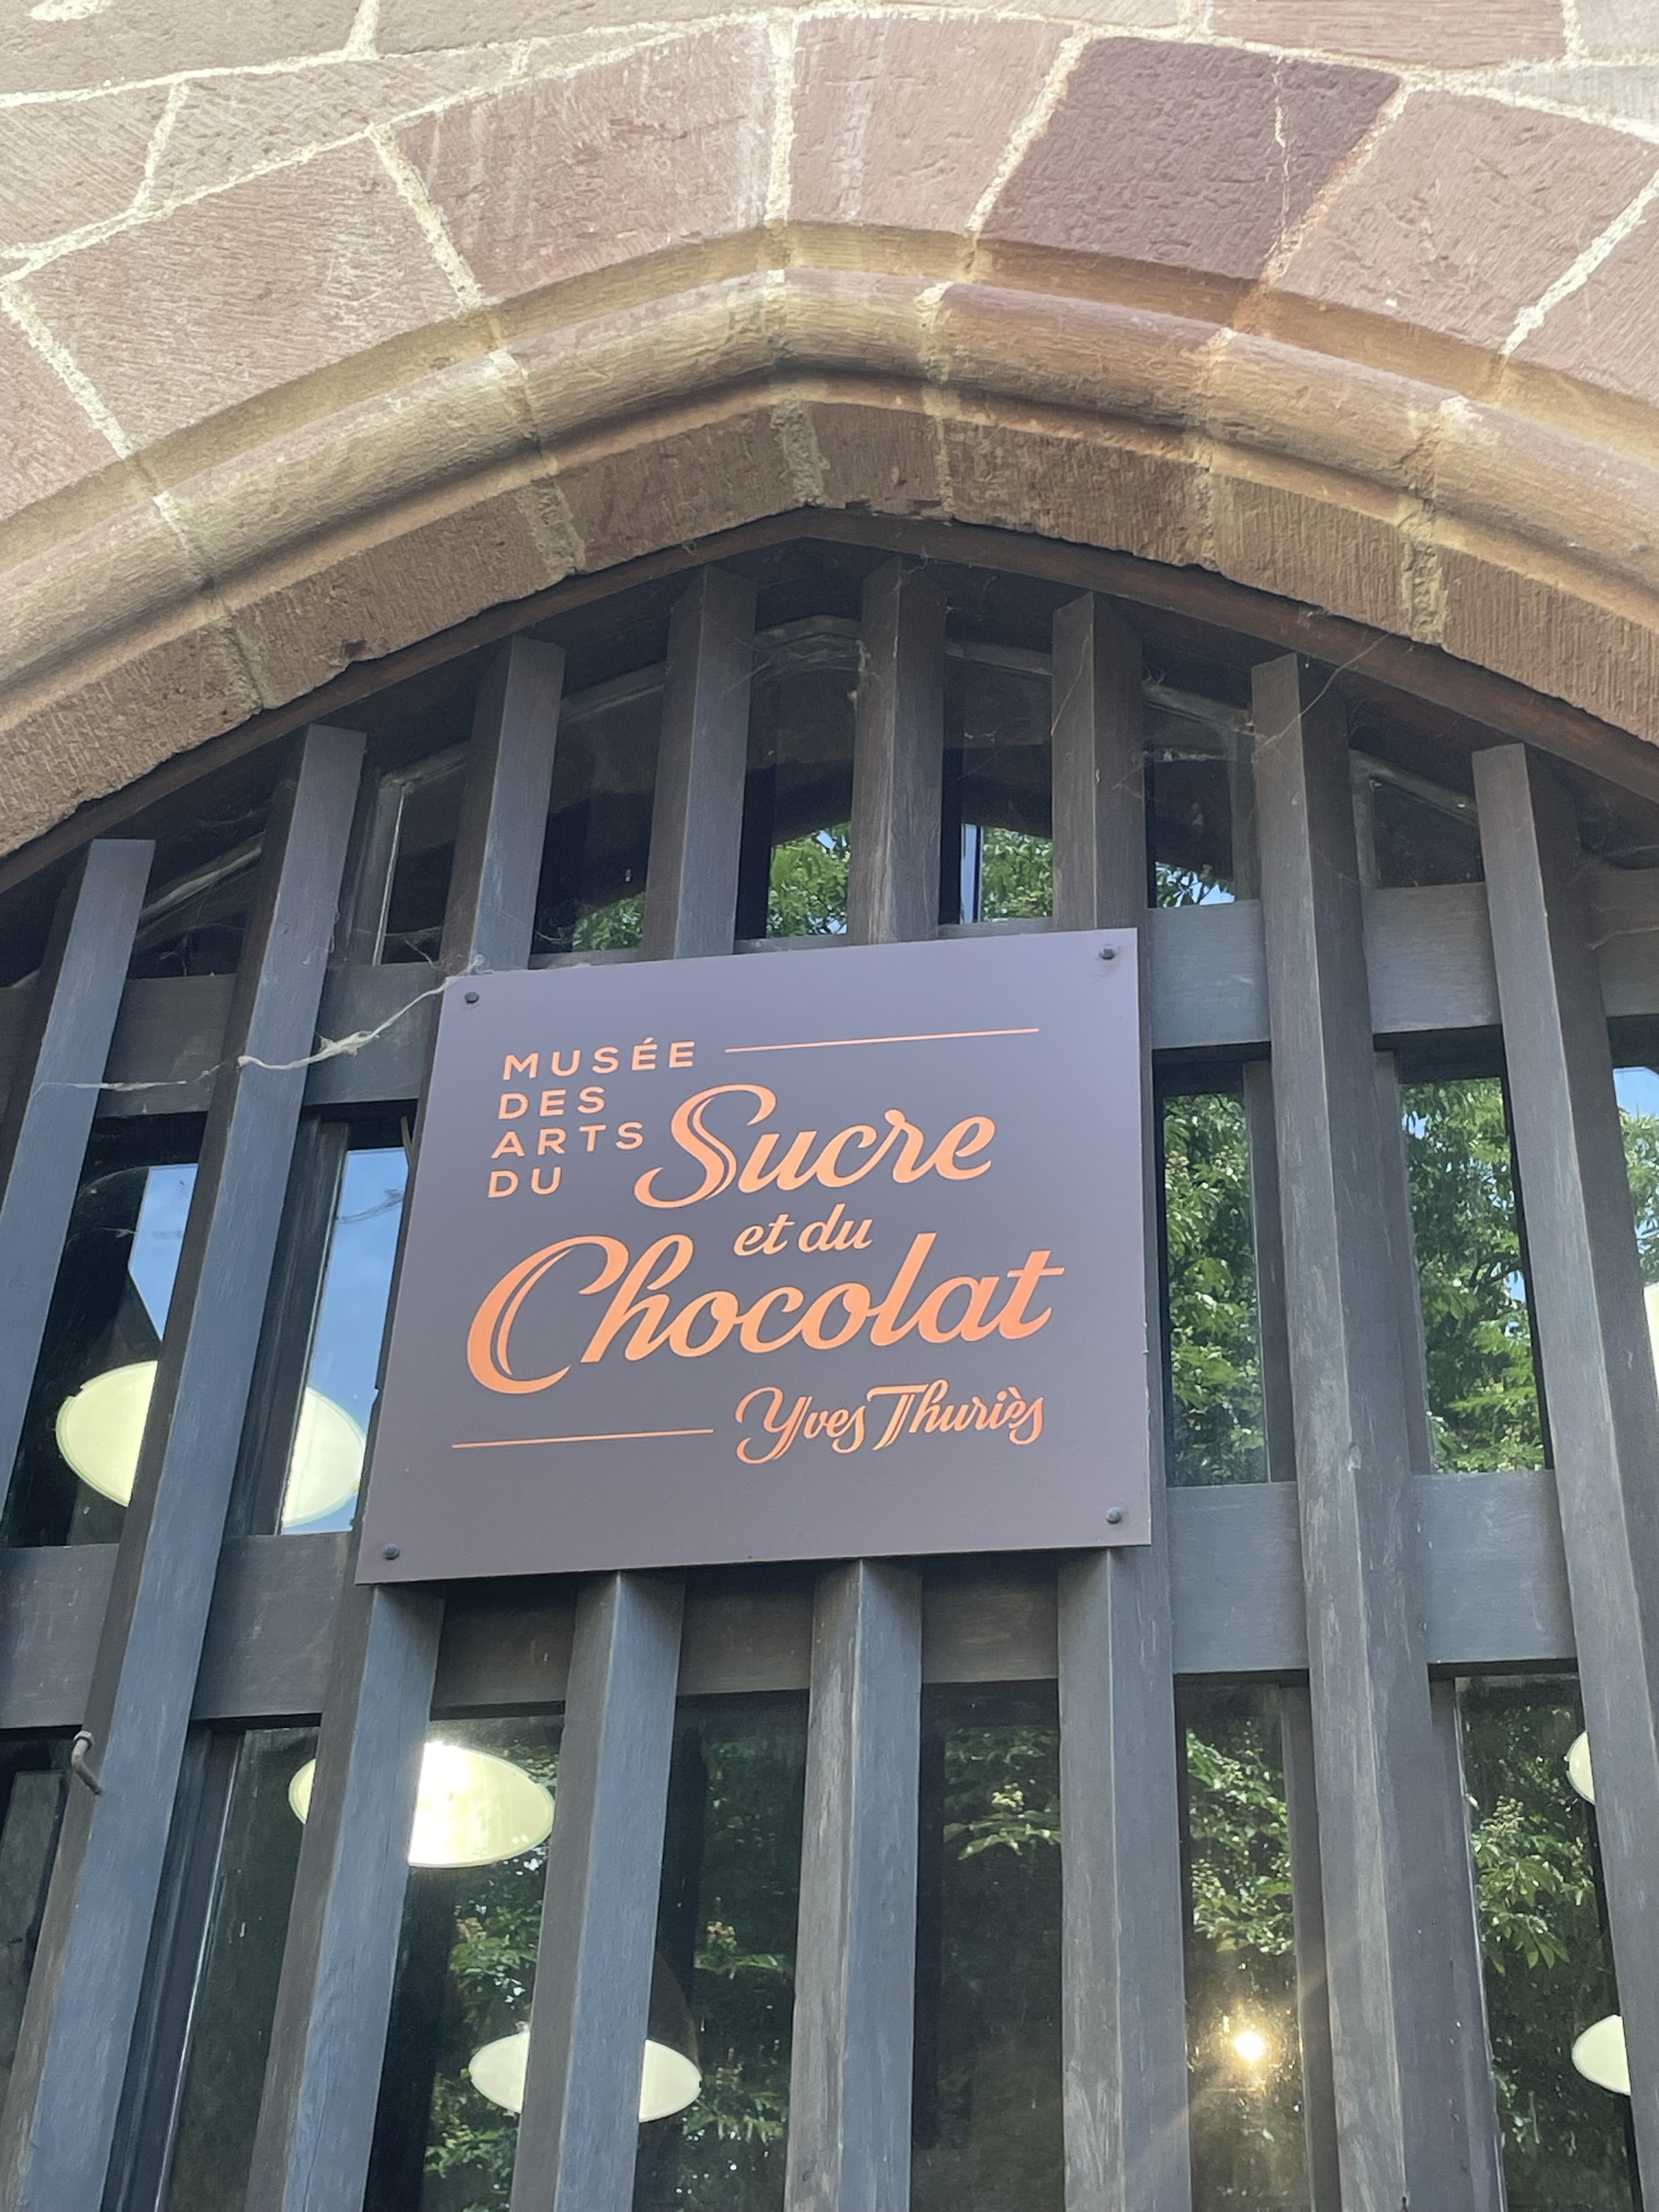 MUSÉE
DES
ARTS
DU
Sucre
et du
Chocolat
Yves Thuriès